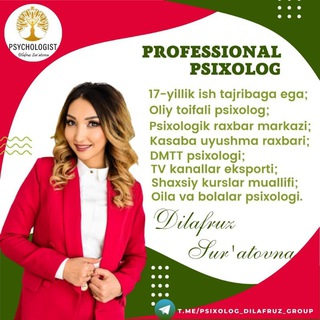 PSYCHOLOGIST
Dilafruz Sur'atovna
PROFESSIONAL
PSIXOLOG
17-yillik ish tajribaga ega;
Oliy toifali psixolog;
Psixologik raxbar markazi;
Kasaba uyushma raxbari;
DMTT psixologi;
TV kanallar eksporti;
Shaxsiy kurslar muallifi;
Oila va bolalar psixologi.
Dilafruz
Sur'atovna
T.ME/PSIXOLOG_DILAFRUZ_GROUP